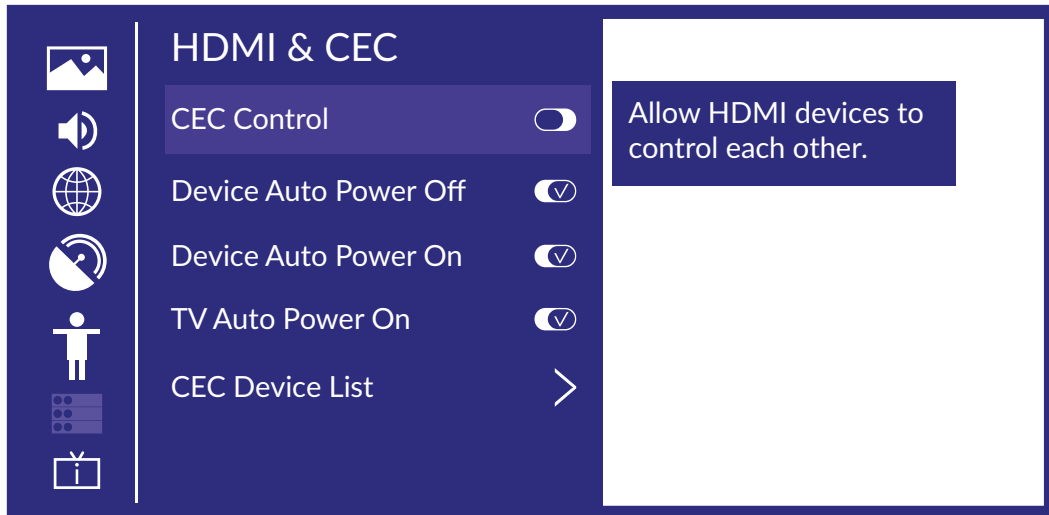 HDMI & CEC
CEC Control
Allow HDMI devices to
control each other.
Device Auto Power Off
Device Auto Power On
TV Auto Power On
CEC Device List
i